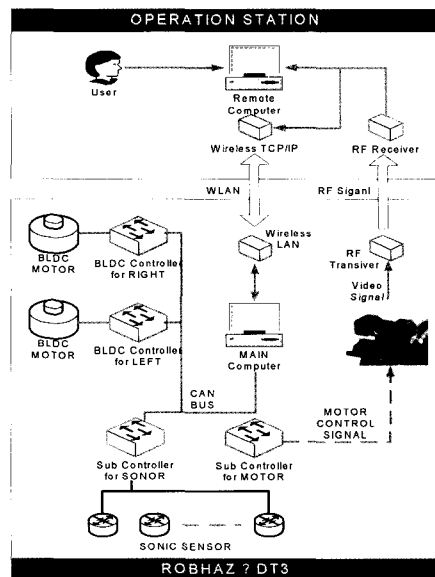 OPERATION STATION
User
Remote
Computer
Wireless TCP/IP
RF Receiver
WLAN
RF Siganl
Wireless
LAN
RF
Transiver
Video
Signal
BLDC
MOTOR
BLDC Controller
for RIGHT
BLDC
MOTOR
BLDC Controller
for LEFT
MAIN
Computer
CAN
BUS
MOTOR
CONTROL
SIGNAL
Sub Controller
for SONOR
Sub Controller
for MOTOR
SONIC SENSOR
ROBHAZ ? DT3